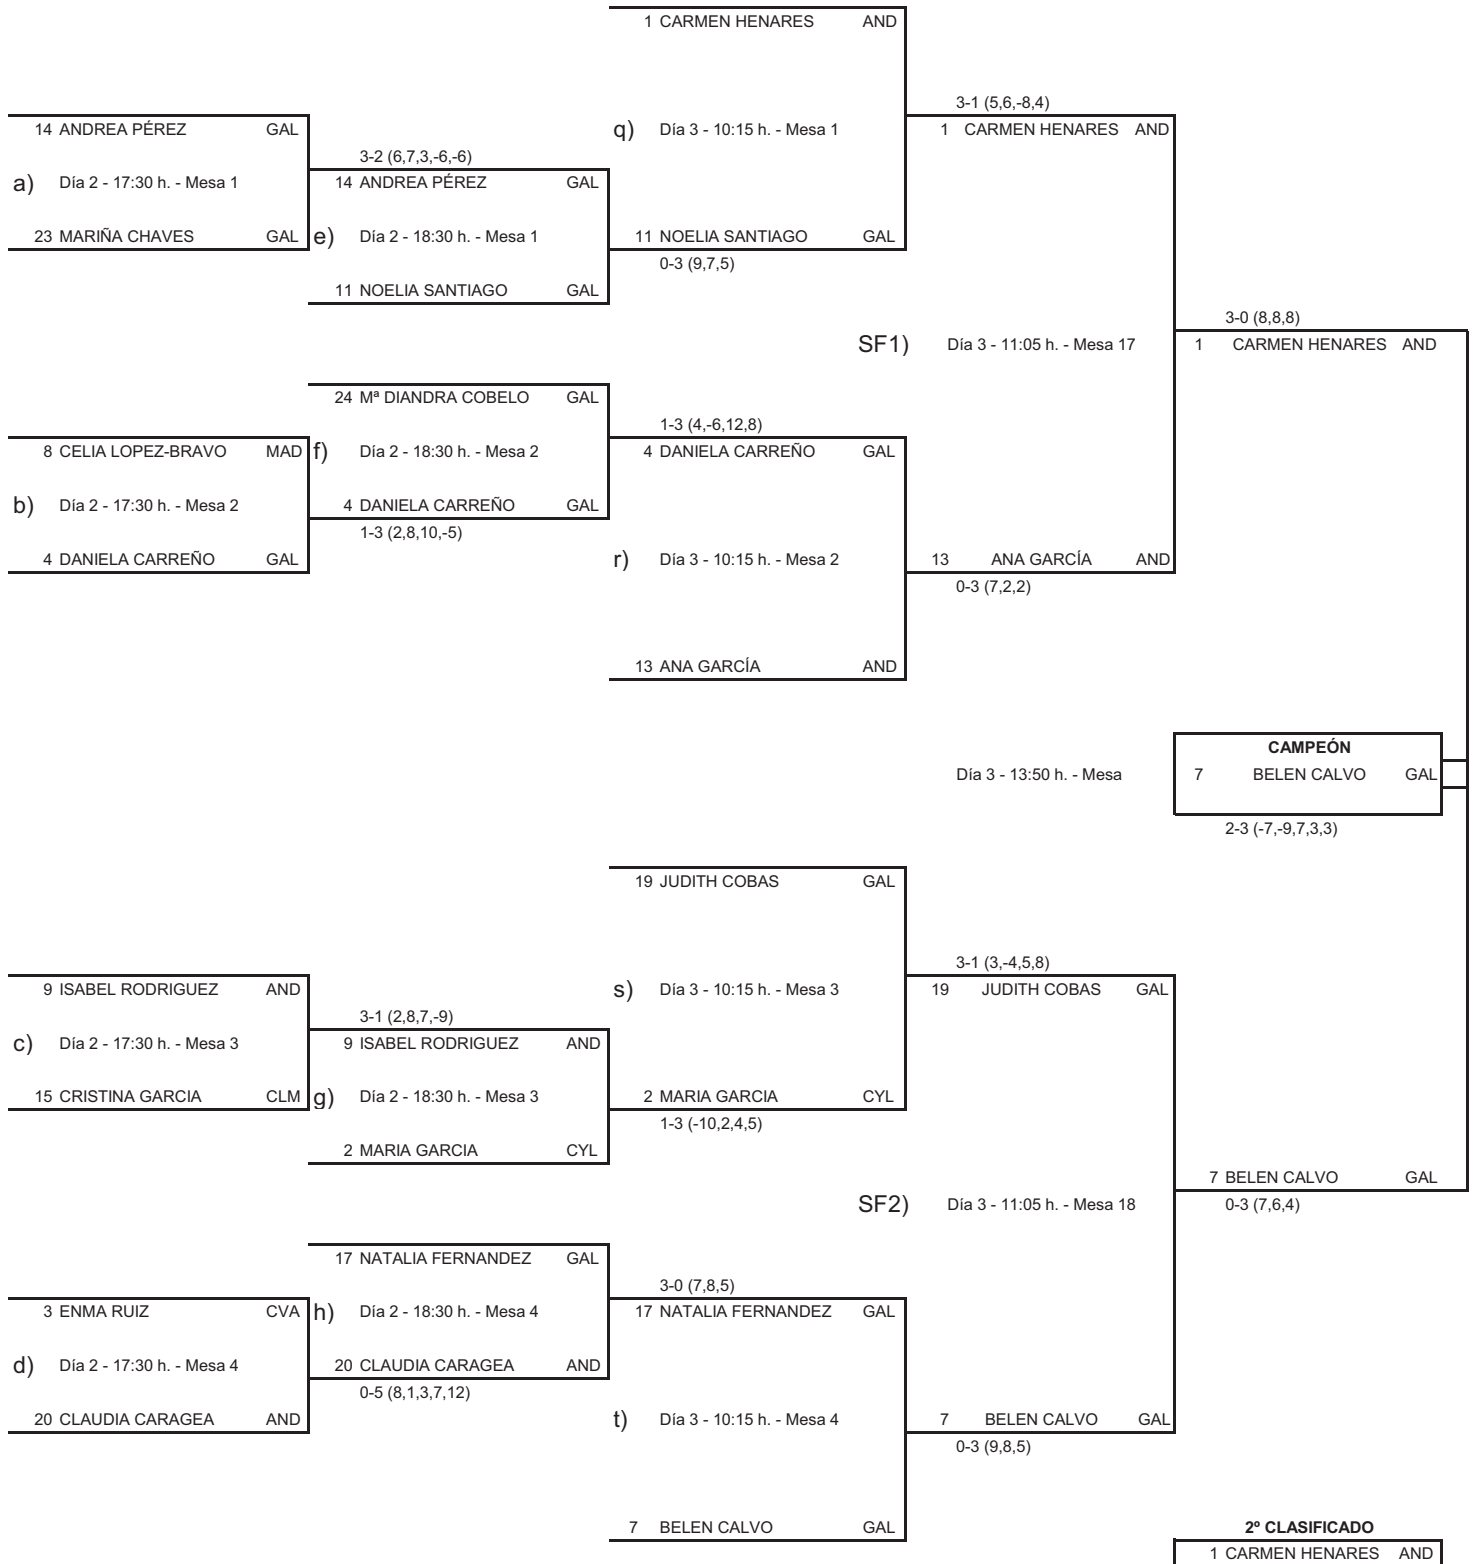 1 CARMEN HENARES AND
3-1 (5,6,-8,4)
14 ANDREA PÉREZ GAL q) Día 3 - 10:15 h. - Mesa 1 1 CARMEN HENARES AND
3-2 (6,7,3,-6,-6)
a) Día 2 - 17:30 h. - Mesa 1 14 ANDREA PÉREZ GAL
23 MARIÑA CHAVES GAL e) Día 2 - 18:30 h. - Mesa 1 11 NOELIA SANTIAGO GAL
0-3 (9,7,5)
11 NOELIA SANTIAGO GAL
3-0 (8,8,8)
SF1) Día 3 - 11:05 h. - Mesa 17 1 CARMEN HENARES AND
24 Mª DIANDRA COBELO GAL
1-3 (4,-6,12,8)
8 CELIA LOPEZ-BRAVO MAD f) Día 2 - 18:30 h. - Mesa 2 4 DANIELA CARREÑO GAL
b) Día 2 - 17:30 h. - Mesa 2 4 DANIELA CARREÑO GAL
1-3 (2,8,10,-5)
4 DANIELA CARREÑO GAL r) Día 3 - 10:15 h. - Mesa 2 13 ANA GARCÍA AND
0-3 (7,2,2)
13 ANA GARCÍA AND
CAMPEÓN
Día 3 - 13:50 h. - Mesa 7 BELEN CALVO GAL
2-3 (-7,-9,7,3,3)
19 JUDITH COBAS GAL
3-1 (3,-4,5,8)
9 ISABEL RODRIGUEZ AND s) Día 3 - 10:15 h. - Mesa 3 19 JUDITH COBAS GAL
3-1 (2,8,7,-9)
c) Día 2 - 17:30 h. - Mesa 3 9 ISABEL RODRIGUEZ AND
15 CRISTINA GARCIA CLM g) Día 2 - 18:30 h. - Mesa 3 2 MARIA GARCIA CYL
1-3 (-10,2,4,5)
2 MARIA GARCIA CYL
7 BELEN CALVO GAL
SF2) Día 3 - 11:05 h. - Mesa 18 0-3 (7,6,4)
17 NATALIA FERNANDEZ GAL
3-0 (7,8,5)
3 ENMA RUIZ CVA h) Día 2 - 18:30 h. - Mesa 4 17 NATALIA FERNANDEZ GAL
d) Día 2 - 17:30 h. - Mesa 4 20 CLAUDIA CARAGEA AND
0-5 (8,1,3,7,12)
20 CLAUDIA CARAGEA AND t) Día 3 - 10:15 h. - Mesa 4 7 BELEN CALVO GAL
0-3 (9,8,5)
7 BELEN CALVO GAL 2º CLASIFICADO
1 CARMEN HENARES AND